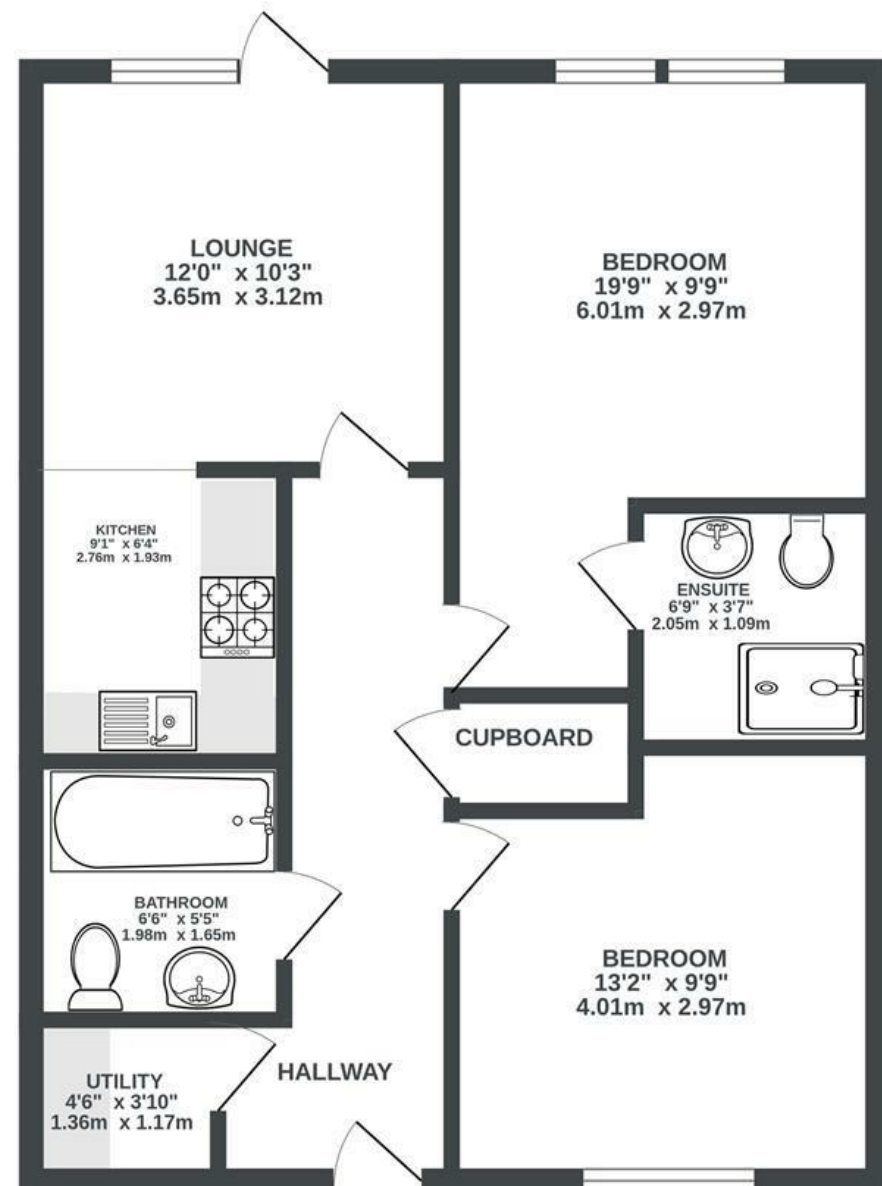 LOUNGE
12'0" x 10'3"
3.65m x 3.12m
BEDROOM
19'9" x 9'9"
6.01m x 2.97m
KITCHEN
9'1" x 6'4"
2.76m x 1.93m
ENSUITE
6'9" x 3'7"
2.05m x 1.09m
CUPBOARD
BATHROOM
6'6" x 5'5"
1.98m x 1.65m
BEDROOM
13'2" x 9'9"
4.01m x 2.97m
HALLWAY
UTILITY
4'6" x 3'10"
1.36m x 1.17m